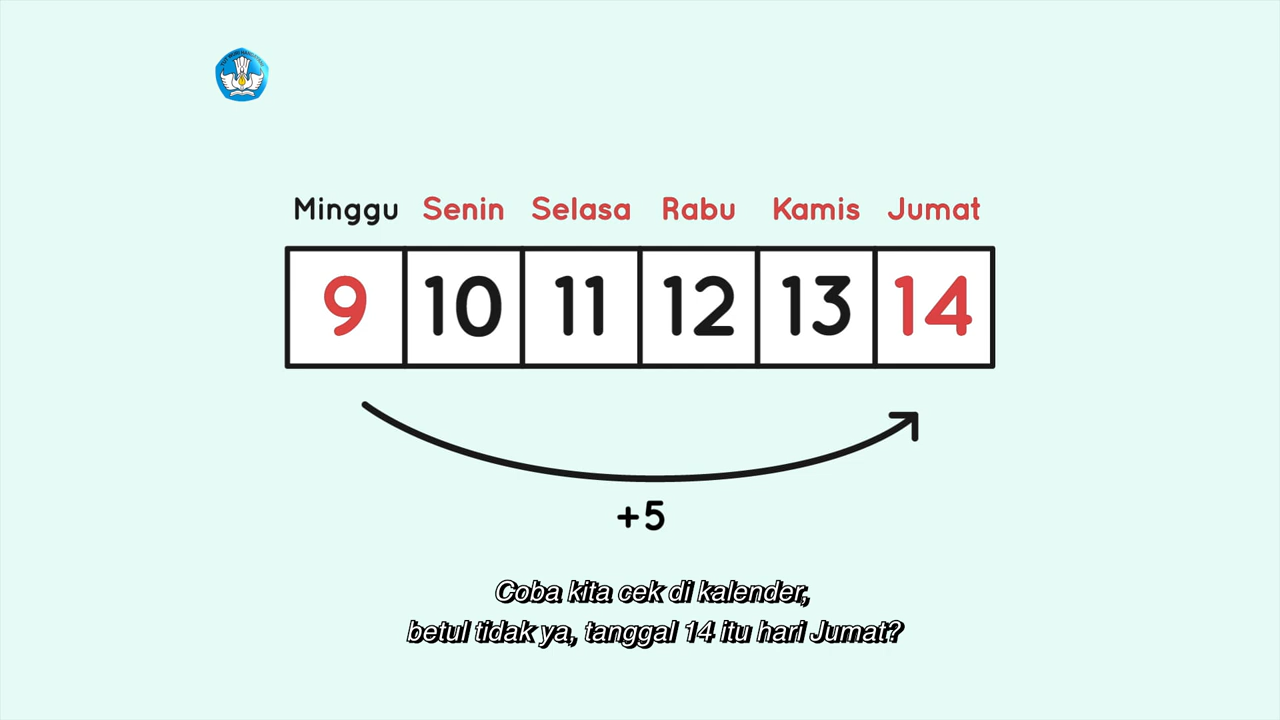 Minggu Senin Selasa Rabu Kamis Jumat
9 10 11 12 13 14
+5
Coba kita cek di kalender,
betul tidak ya, tanggal 14 itu hari Jumat?